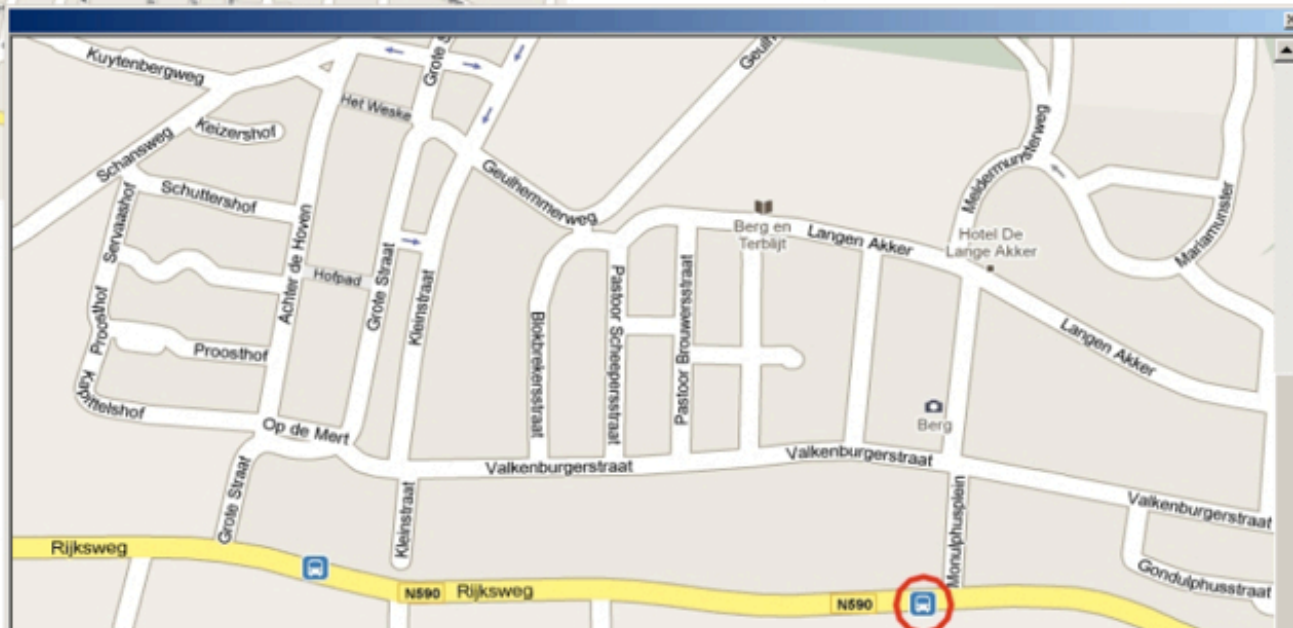 Grote S
Geulh
Kuytenbergweg
Het Weske
Keizershof
Schansweg
Geulhemmerweg
Meldermunsterweg
Schuttershof
Servaashof
Achter de Hoven
Berg en
Terblijt
Langen Akker
Hotel De
Lange Akker
Mariamunster
Hofpad
Grote Straat
Kleinstraat
Proosthof
Proosthof
Blokbrekersstraat
Pastoor Scheepersstraat
Pastoor Brouwersstraat
Langen Akker
Kapittelshof
Op de Mert
Berg
Valkenburgerstraat
Valkenburgerstraat
Grote Straat
Kleinstraat
Monulphusplein
Valkenburgerstraat
Rijksweg
Gondulphusstraat
N590
Rijksweg
N590